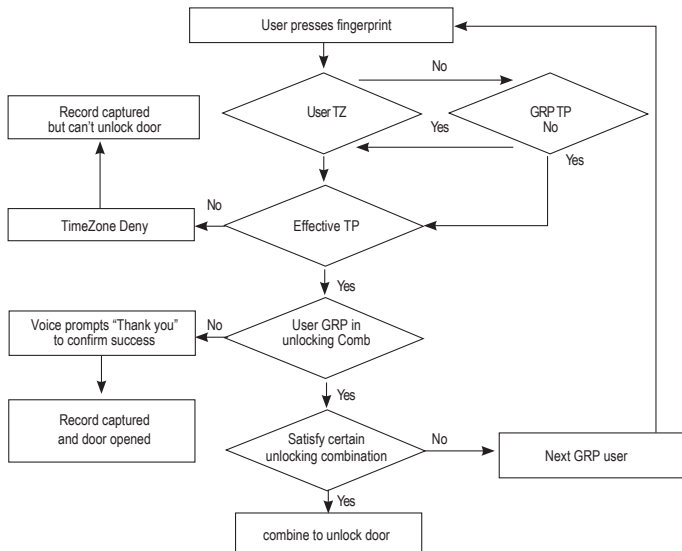 User presses fingerprint
No
Record captured
but can't unlock door
User TZ
GRP TP
No
Yes
Yes
No
TimeZone Deny
Effective TP
Yes
Voice prompts “Thank you”
to confirm success
No
User GRP in
unlocking Comb
Yes
Record captured
and door opened
Satisfy certain
unlocking combination
No
Next GRP user
Yes
combine to unlock door